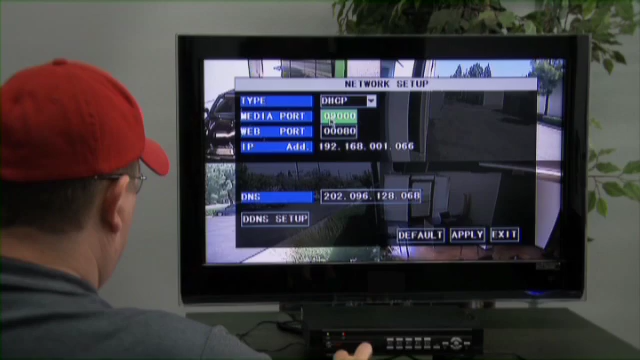 NETWORK SETUP
TYPE DHCP
MEDIA PORT 09000
WEB PORT 00080
IP Add. 192.168.001.066
DNS 202.096.128.068
DDNS SETUP
DEFAULT APPLY EXIT